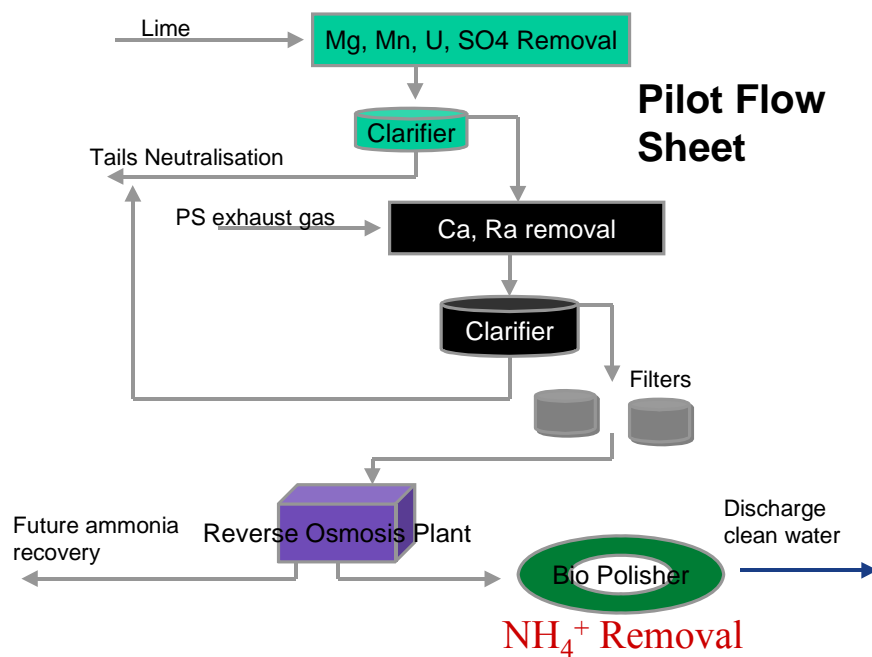 Lime
Mg, Mn, U, SO4 Removal
Pilot Flow
Sheet
Clarifier
Tails Neutralisation
PS exhaust gas
Ca, Ra removal
Clarifier
Filters
Reverse Osmosis Plant
Future ammonia
recovery
Bio Polisher
Discharge
clean water
NH₄⁺ Removal